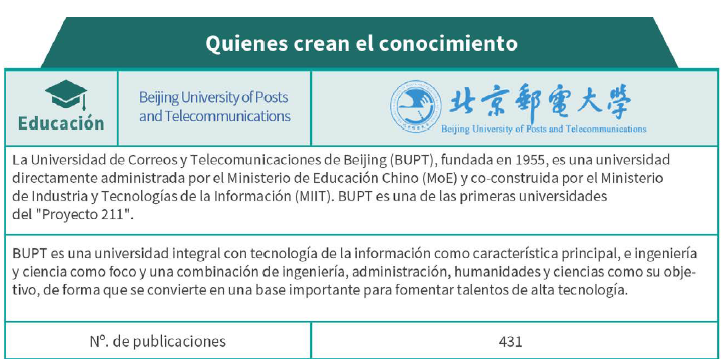 Quienes crean el conocimiento
Educación
Beijing University of Posts
and Telecommunications
北京郵電大學
Beijing University of Posts and Telecommunications
La Universidad de Correos y Telecomunicaciones de Beijing (BUPT), fundada en 1955, es una universidad
directamente administrada por el Ministerio de Educación Chino (MoE) y co-construida por el Ministerio
de Industria y Tecnologías de la Información (MIIT). BUPT es una de las primeras universidades
del "Proyecto 211".
BUPT es una universidad integral con tecnología de la información como característica principal, e ingeniería
y ciencia como foco y una combinación de ingeniería, administración, humanidades y ciencias como su obje-
tivo, de forma que se convierte en una base importante para fomentar talentos de alta tecnología.
Nº. de publicaciones
431